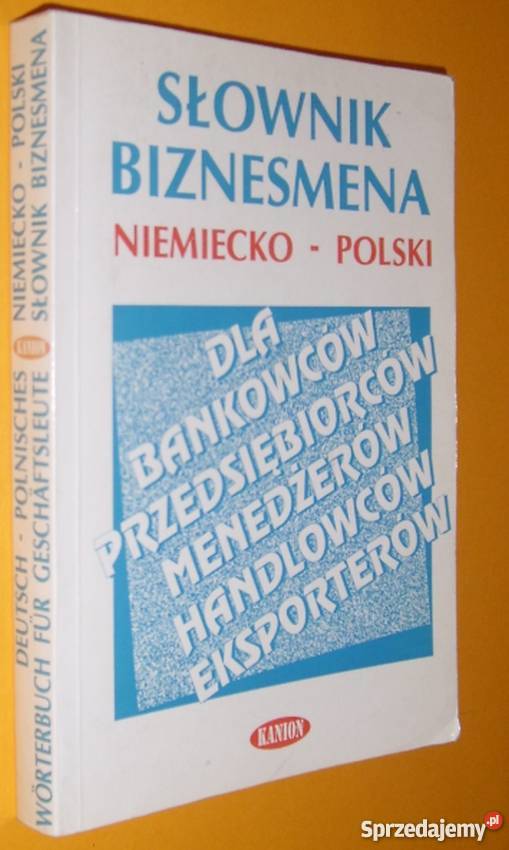 SŁOWNIK
BIZNESMENA
NIEMIECKO - POLSKI
DLA
BANKOWCÓW
PRZEDSIĘBIORCÓW
MENEDŻERÓW
HANDLOWCÓW
EKSPORTERÓW
KANION
DEUTSCH - POLNISCHES KANION NIEMIECKO - POLSKI
WÖRTERBUCH FÜR GESCHÄFTSLEUTE SŁOWNIK BIZNESMENA
Sprzedajemy.pl